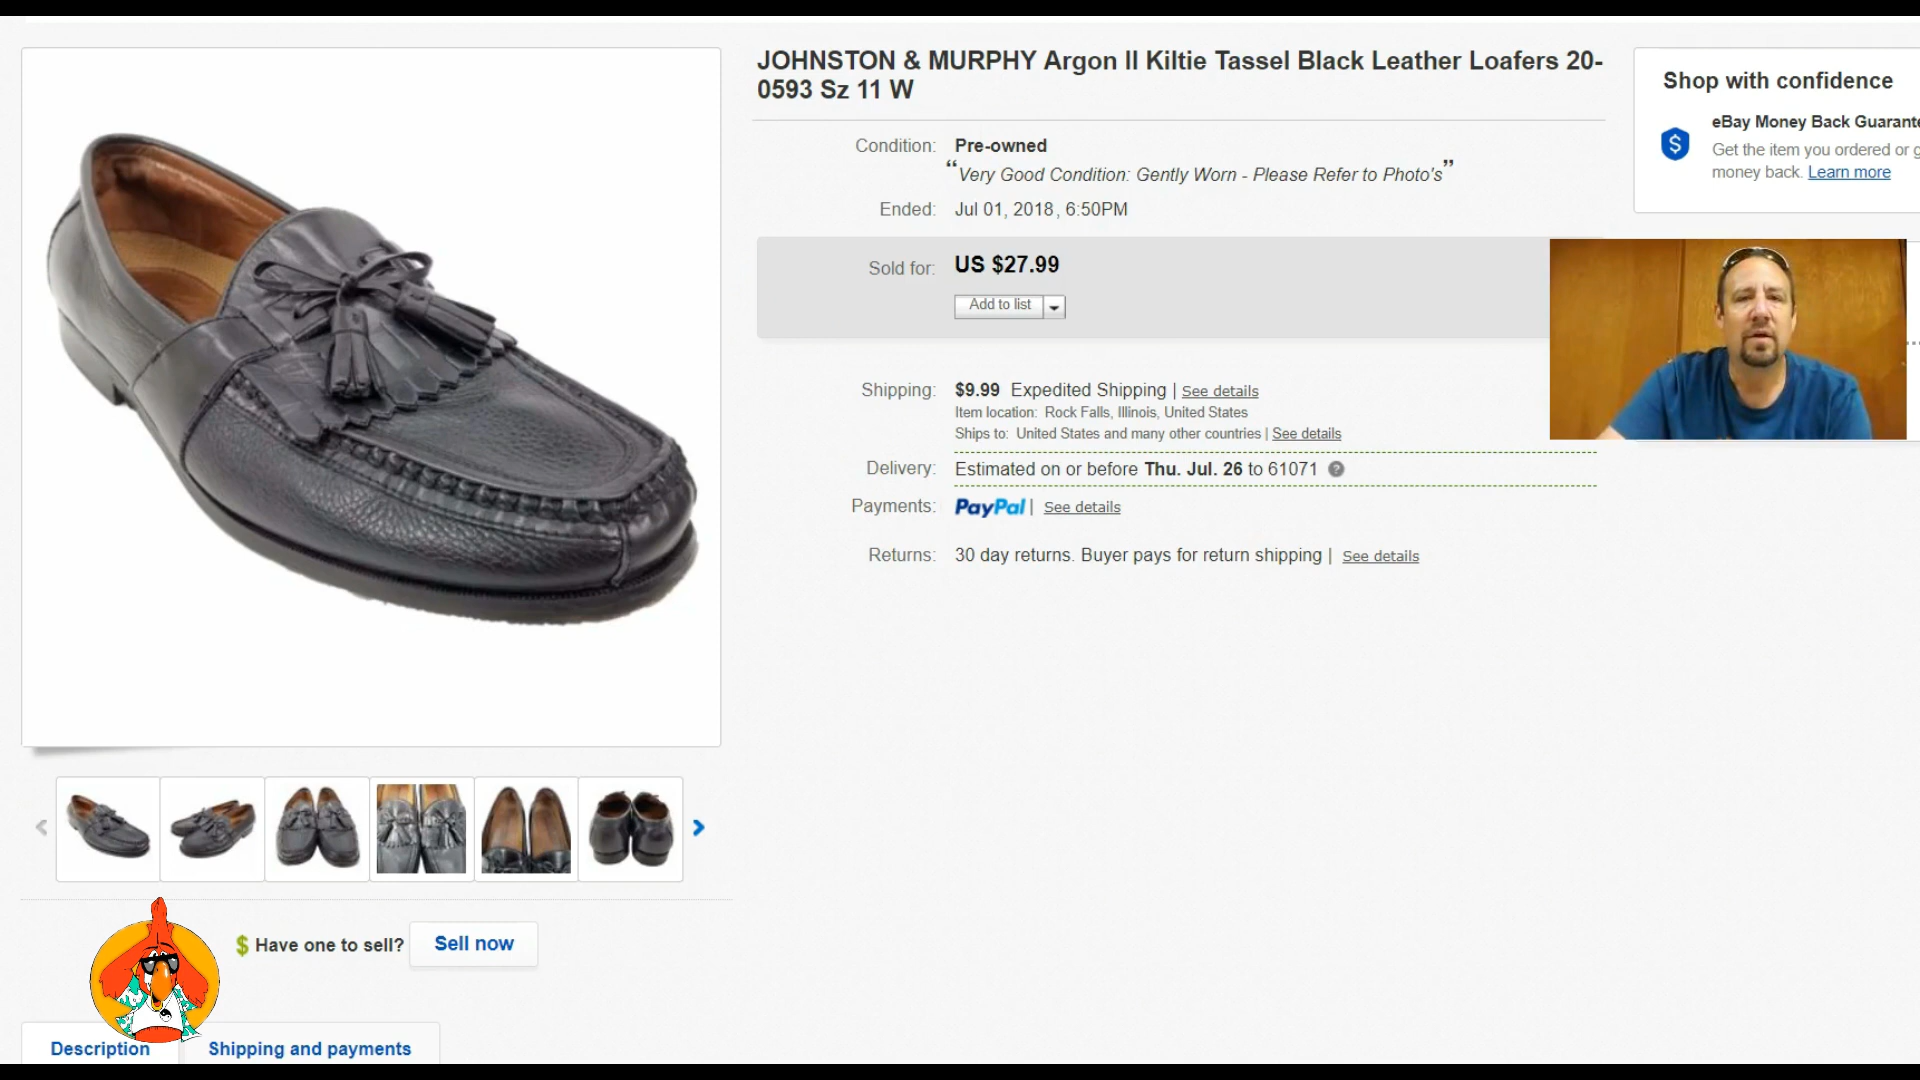 JOHNSTON & MURPHY Argon II Kiltie Tassel Black Leather Loafers 20-
0593 Sz 11 W
Condition: Pre-owned
“Very Good Condition: Gently Worn - Please Refer to Photo's”
Ended: Jul 01, 2018, 6:50PM
Sold for: US $27.99
Add to list
Shipping: $9.99 Expedited Shipping | See details
Item location: Rock Falls, Illinois, United States
Ships to: United States and many other countries | See details
Delivery: Estimated on or before Thu. Jul. 26 to 61071
Payments: PayPal | See details
Returns: 30 day returns. Buyer pays for return shipping | See details
Shop with confidence
eBay Money Back Guarante
Get the item you ordered or g
money back. Learn more
$ Have one to sell? Sell now
Description Shipping and payments